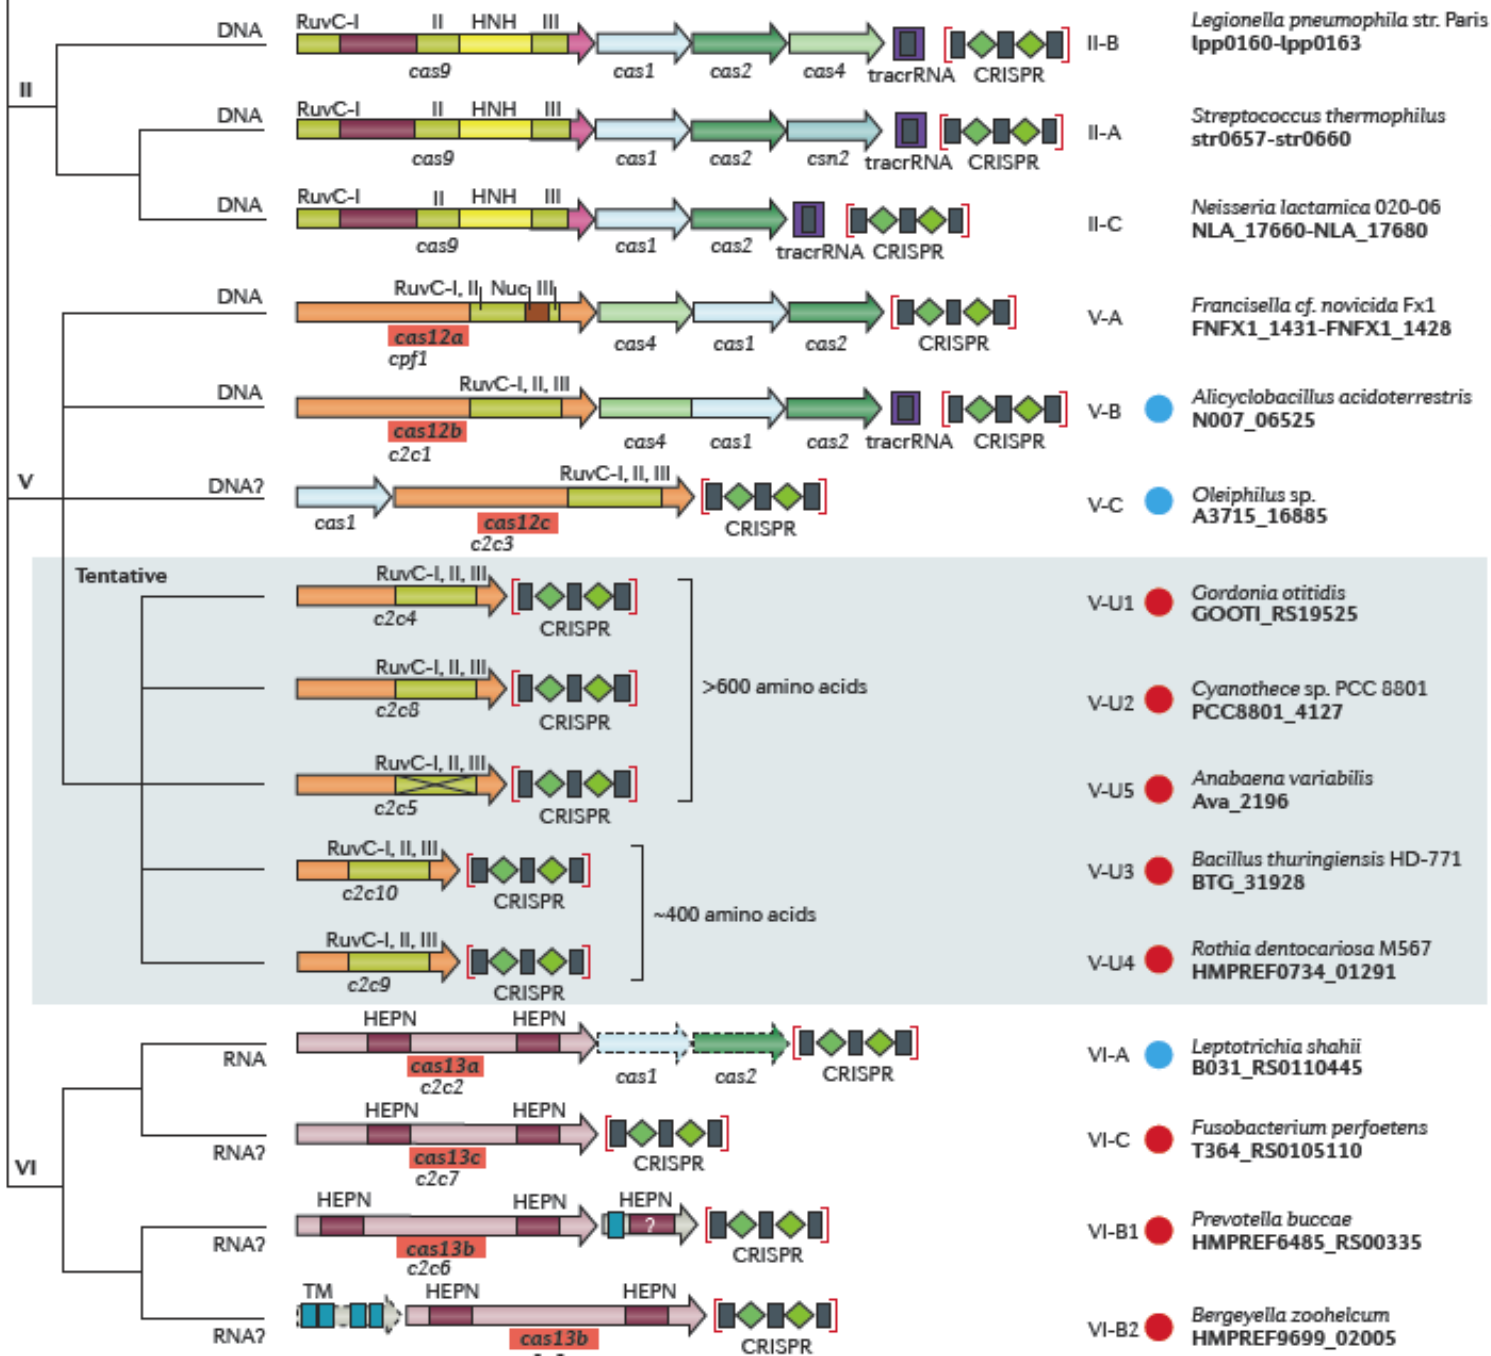 RuvC-I II HNH III
DNA
cas9 cas1 cas2 cas4 tracrRNA CRISPR
II-B
Legionella pneumophila str. Paris
lpp0160-lpp0163
II
RuvC-I II HNH III
DNA
cas9 cas1 cas2 csn2 tracrRNA CRISPR
II-A
Streptococcus thermophilus
str0657-str0660
RuvC-I II HNH III
DNA
cas9 cas1 cas2 tracrRNA CRISPR
II-C
Neisseria lactamica 020-06
NLA_17660-NLA_17680
RuvC-I, II Nuc III
DNA
cas12a cas4 cas1 cas2 CRISPR
cpf1
V-A
Francisella cf. novicida Fx1
FNFX1_1431-FNFX1_1428
RuvC-I, II, III
DNA
cas12b cas4 cas1 cas2 tracrRNA CRISPR
c2c1
V-B
Alicyclobacillus acidoterrestris
N007_06525
V
RuvC-I, II, III
DNA?
cas1 cas12c CRISPR
c2c3
V-C
Oleiphilus sp.
A3715_16885
Tentative
RuvC-I, II, III
c2c4 CRISPR
V-U1
Gordonia otitidis
GOOTI_RS19525
RuvC-I, II, III
c2c8 CRISPR
>600 amino acids
V-U2
Cyanothece sp. PCC 8801
PCC8801_4127
RuvC-I, II, III
c2c5 CRISPR
V-U5
Anabaena variabilis
Ava_2196
RuvC-I, II, III
c2c10 CRISPR
V-U3
Bacillus thuringiensis HD-771
BTG_31928
~400 amino acids
RuvC-I, II, III
c2c9 CRISPR
V-U4
Rothia dentocariosa M567
HMPREF0734_01291
HEPN HEPN
RNA
cas13a cas1 cas2 CRISPR
c2c2
VI-A
Leptotrichia shahii
B031_RS0110445
HEPN HEPN
RNA?
cas13c CRISPR
c2c7
VI-C
Fusobacterium perfoetens
T364_RS0105110
VI
HEPN HEPN HEPN
?
RNA?
cas13b CRISPR
c2c6
VI-B1
Prevotella buccae
HMPREF6485_RS00335
TM HEPN HEPN
RNA?
cas13b CRISPR
VI-B2
Bergeyella zoohelcum
HMPREF9699_02005